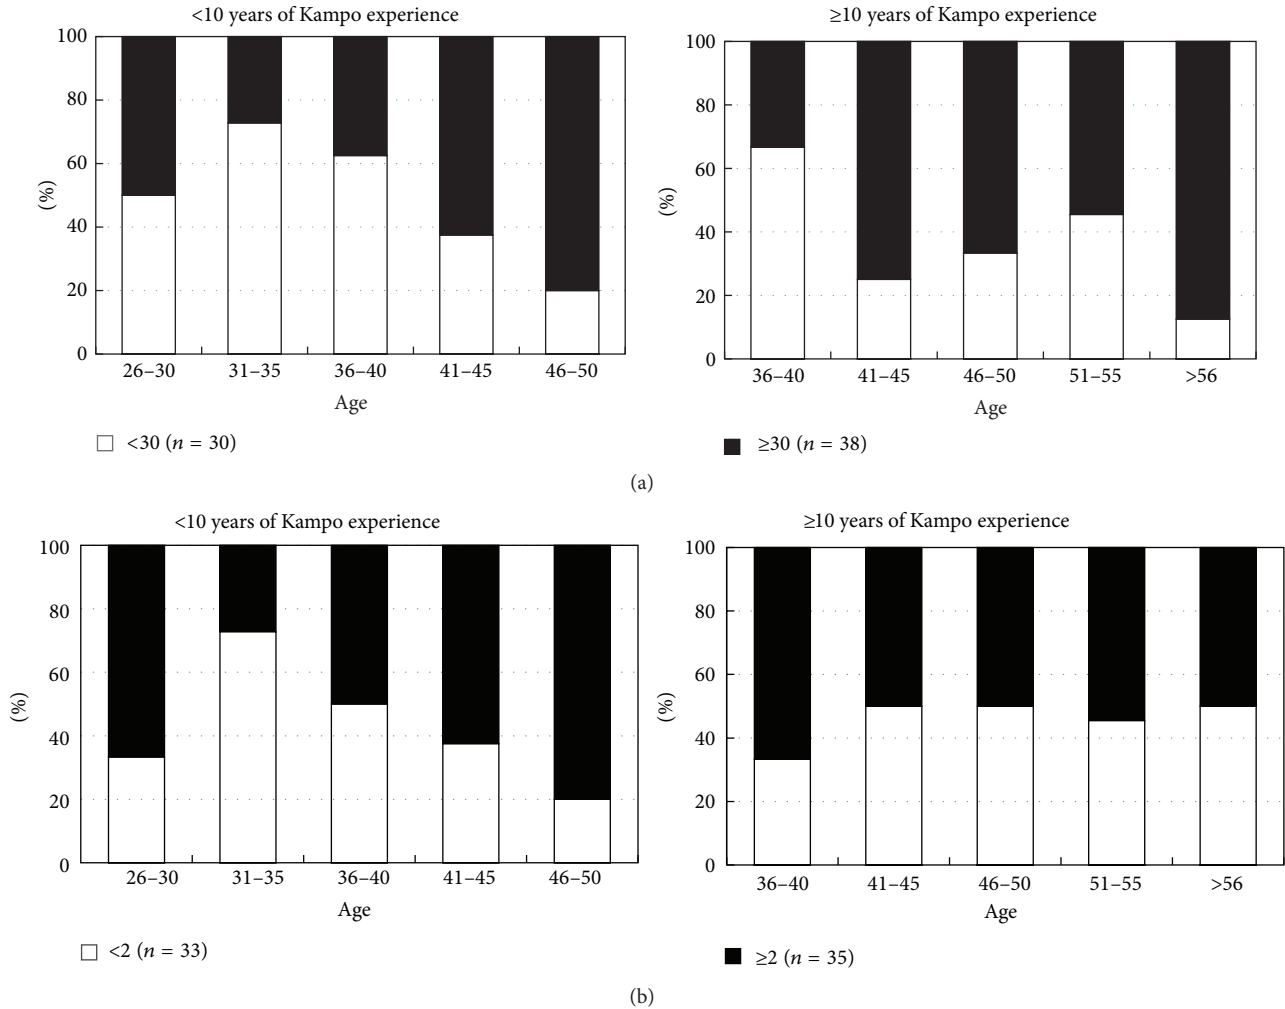 <10 years of Kampo experience
100
80
60
40
20
0
(%)
26–30 31–35 36–40 41–45 46–50
Age
<30 (n = 30)
≥10 years of Kampo experience
100
80
60
40
20
0
(%)
36–40 41–45 46–50 51–55 >56
Age
≥30 (n = 38)
(a)
<10 years of Kampo experience
100
80
60
40
20
0
(%)
26–30 31–35 36–40 41–45 46–50
Age
<2 (n = 33)
≥10 years of Kampo experience
100
80
60
40
20
0
(%)
36–40 41–45 46–50 51–55 >56
Age
≥2 (n = 35)
(b)